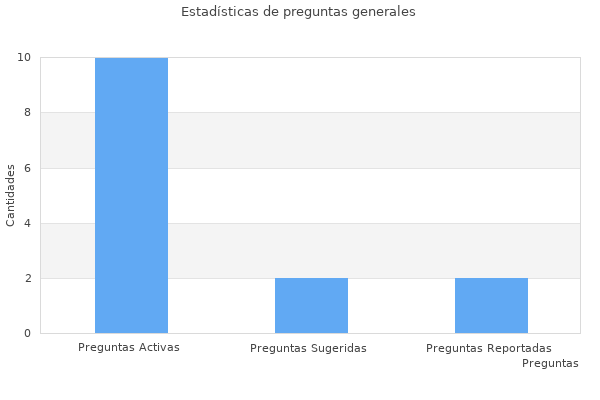 Estadísticas de preguntas generales
Cantidades
10
8
6
4
2
0
Preguntas Activas
Preguntas Sugeridas
Preguntas Reportadas
Preguntas